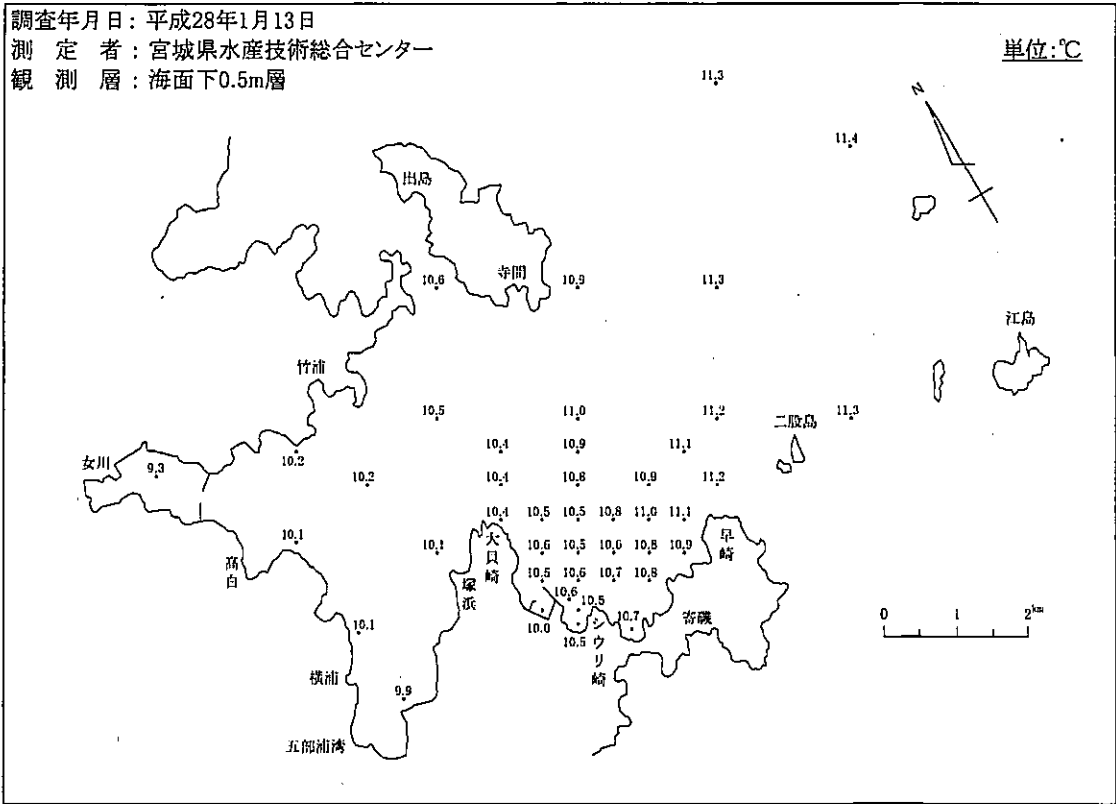 調査年月日：平成28年1月13日
測定者：宮城県水産技術総合センター
観測層：海面下0.5m層
単位:℃
11.3
N
11.4
出島
寺間
10.6
10.9
11.3
江島
竹浦
10.5
11.0
11.2
11.3
二股島
10.4
10.9
11.1
女川
9.3
10.2
10.2
10.4
10.8
10.9
11.2
10.4
10.5
10.5
10.8
11.0
11.1
高白
10.1
10.1
大貝崎
10.6
10.5
10.6
10.8
10.9
早崎
塚浜
10.5
10.6
10.7
10.8
10.6
10.5
10.0
10.5
10.7
シウリ崎
寄磯
0 1 2km
10.1
横浦
9.9
五部浦湾